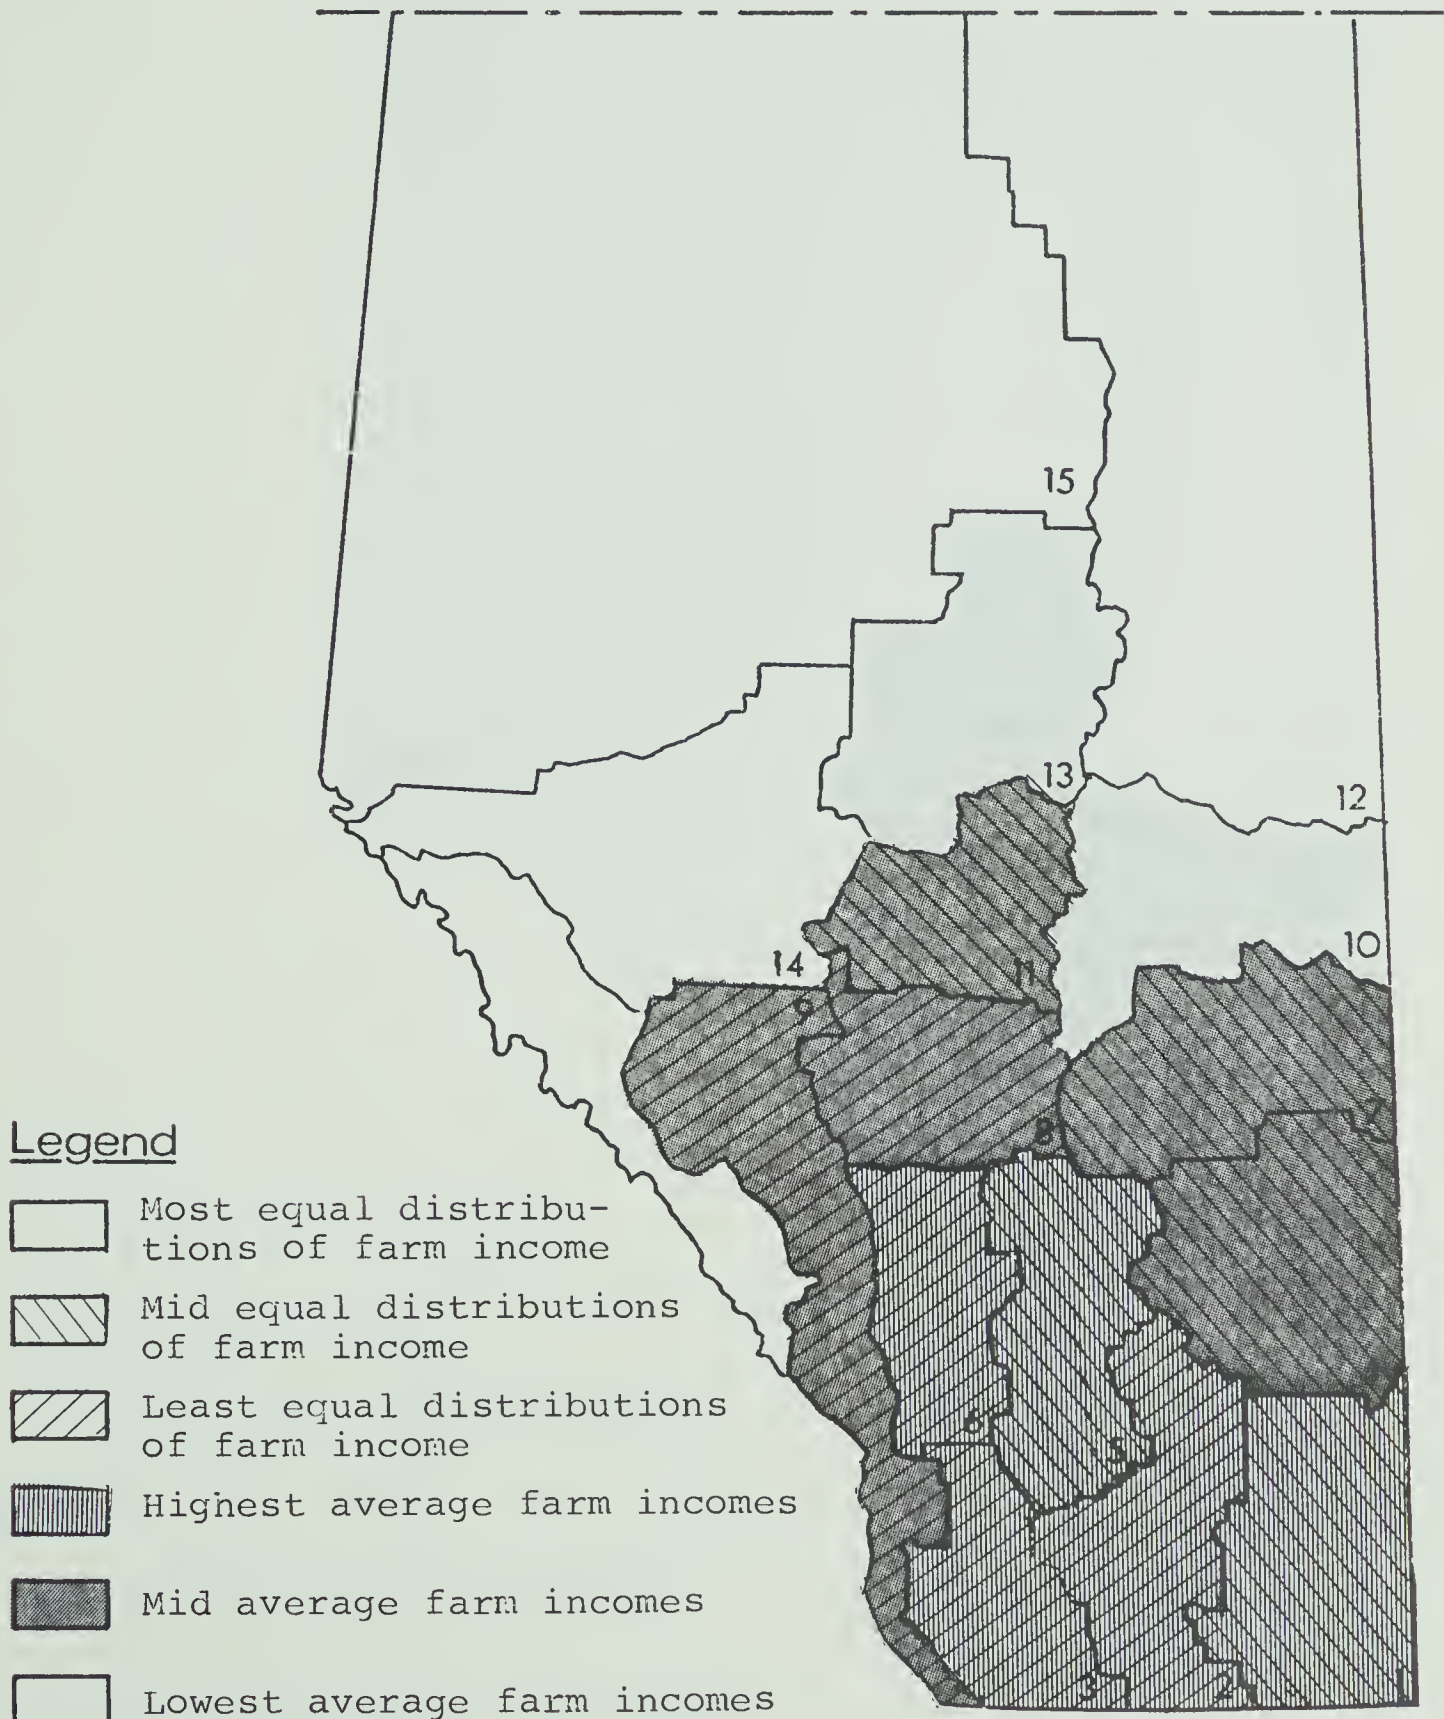 15
13
12
10
14
11
9
7
8
6
5
3
2
1
Legend
Most equal distribu-
tions of farm income
Mid equal distributions
of farm income
Least equal distributions
of farm income
Highest average farm incomes
Mid average farm incomes
Lowest average farm incomes